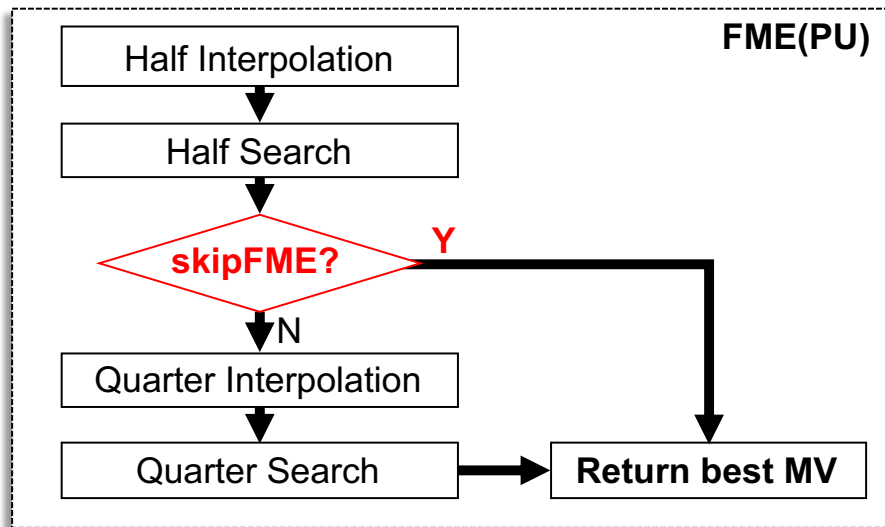 FME(PU)
Half Interpolation
Half Search
skipFME?
Y
N
Quarter Interpolation
Quarter Search
Return best MV